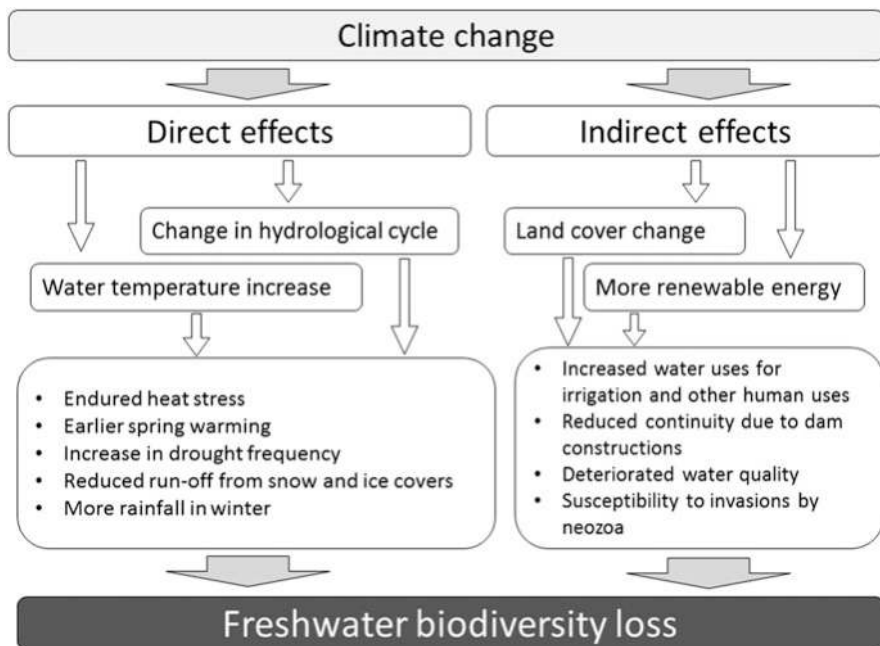 Climate change
Direct effects
Indirect effects
Change in hydrological cycle
Land cover change
Water temperature increase
More renewable energy
• Endured heat stress
• Earlier spring warming
• Increase in drought frequency
• Reduced run-off from snow and ice covers
• More rainfall in winter
• Increased water uses for
irrigation and other human uses
• Reduced continuity due to dam
constructions
• Deteriorated water quality
• Susceptibility to invasions by
neozoa
Freshwater biodiversity loss